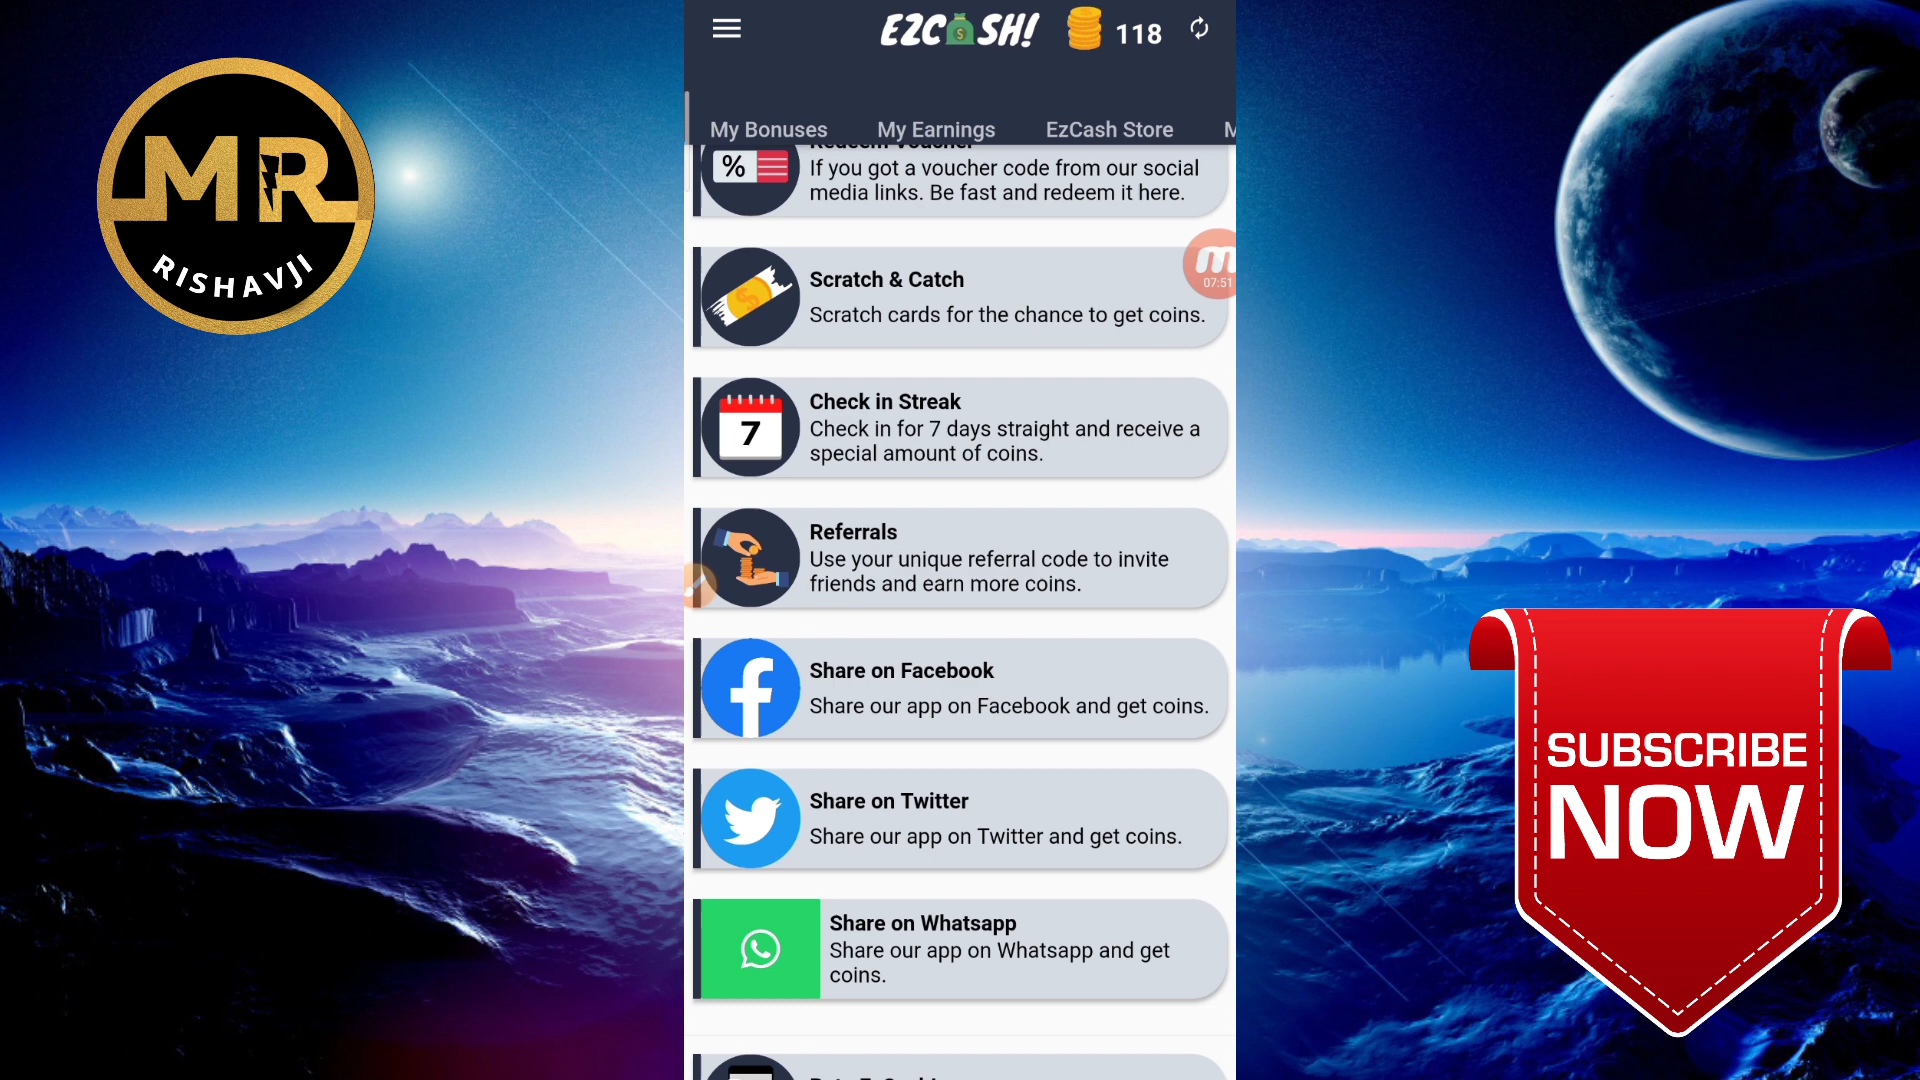 MR
RISHAVJI
EZCASH!
118
My Bonuses
My Earnings
EzCash Store
%
If you got a voucher code from our social
media links. Be fast and redeem it here.
07:51
Scratch & Catch
Scratch cards for the chance to get coins.
7
Check in Streak
Check in for 7 days straight and receive a
special amount of coins.
Referrals
Use your unique referral code to invite
friends and earn more coins.
Share on Facebook
Share our app on Facebook and get coins.
Share on Twitter
Share our app on Twitter and get coins.
Share on Whatsapp
Share our app on Whatsapp and get
coins.
SUBSCRIBE
NOW